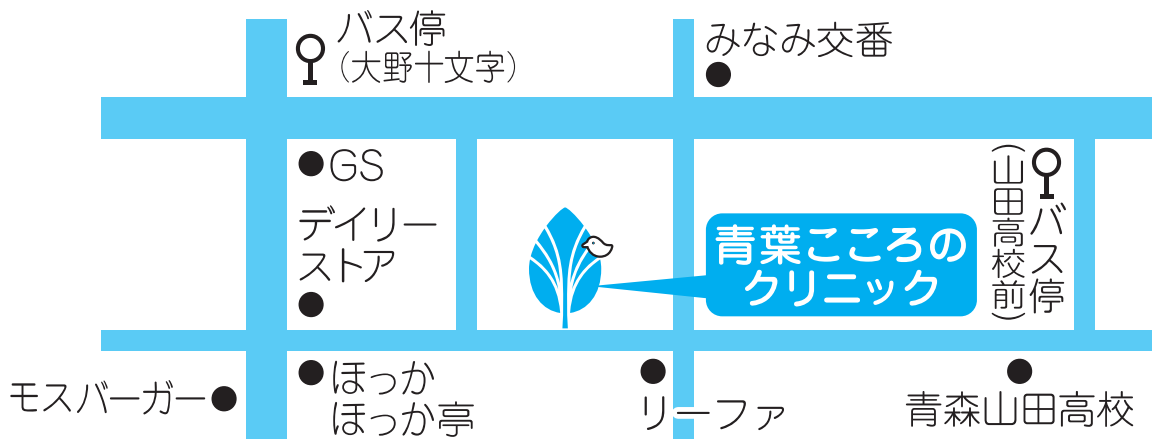 バス停
（大野十文字）
みなみ交番
GS
デイリー
ストア
青葉こころの
クリニック
バス停
（山田高校前）
モスバーガー
ほっか
ほっか亭
リーファ
青森山田高校